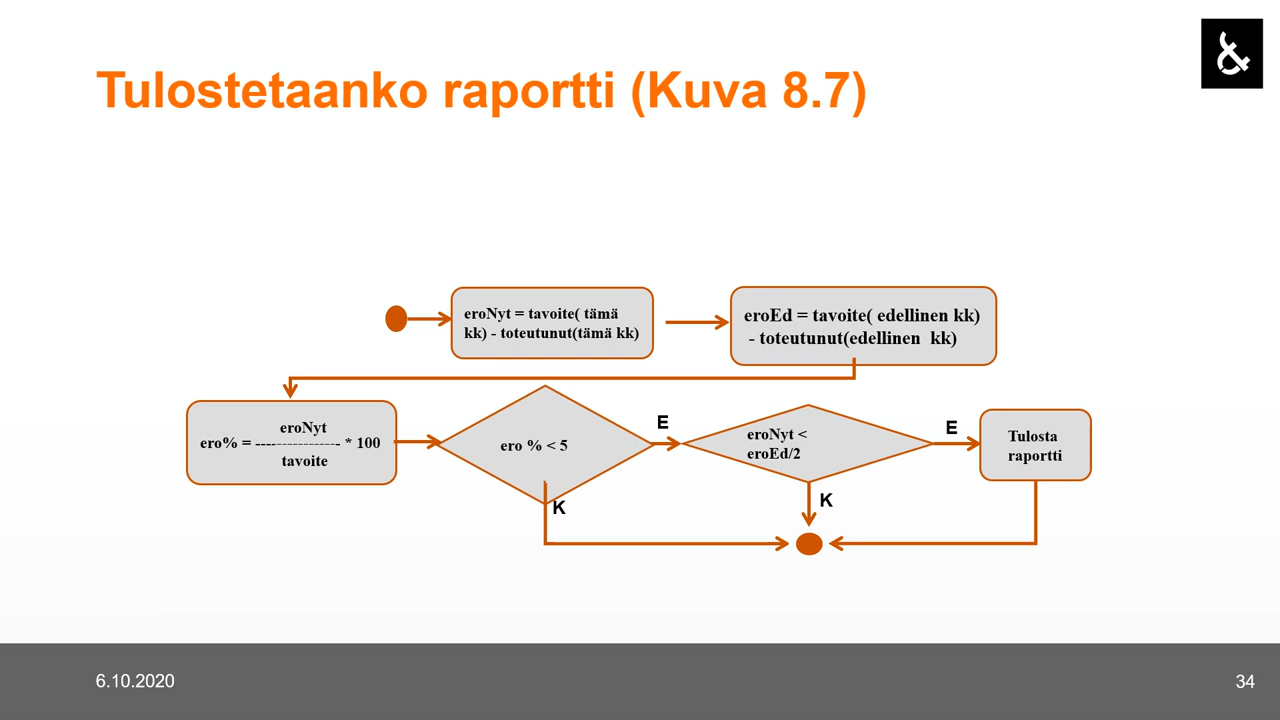 &
Tulostetaanko raportti (Kuva 8.7)
eroNyt = tavoite( tämä
kk) - toteutunut(tämä kk)
eroEd = tavoite( edellinen kk)
- toteutunut(edellinen kk)
eroNyt
ero% = --------------- * 100
tavoite
ero % < 5
E
K
eroNyt <
eroEd/2
E
K
Tulosta
raportti
6.10.2020
34